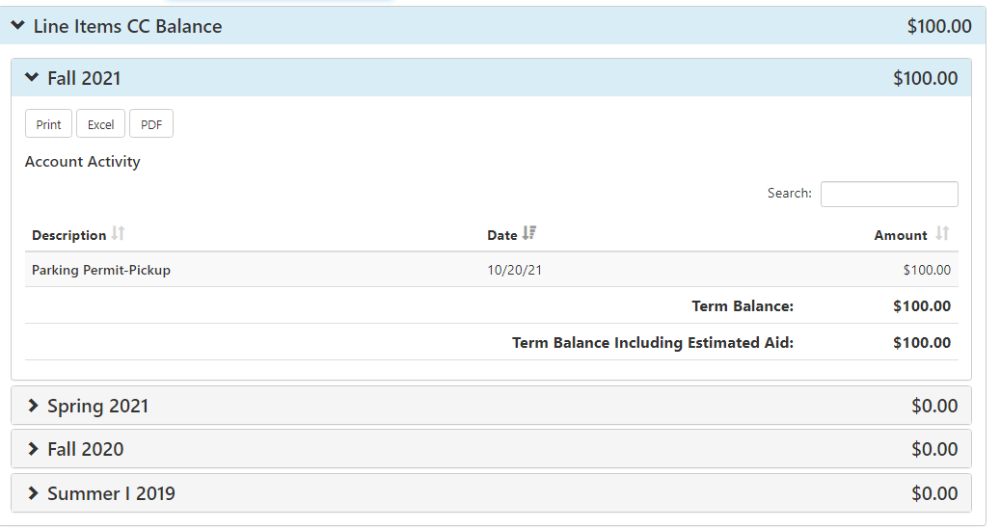 Line Items CC Balance $100.00
Fall 2021 $100.00
Print Excel PDF
Account Activity
Search:
Description Date Amount
Parking Permit-Pickup 10/20/21 $100.00
Term Balance: $100.00
Term Balance Including Estimated Aid: $100.00
Spring 2021 $0.00
Fall 2020 $0.00
Summer I 2019 $0.00